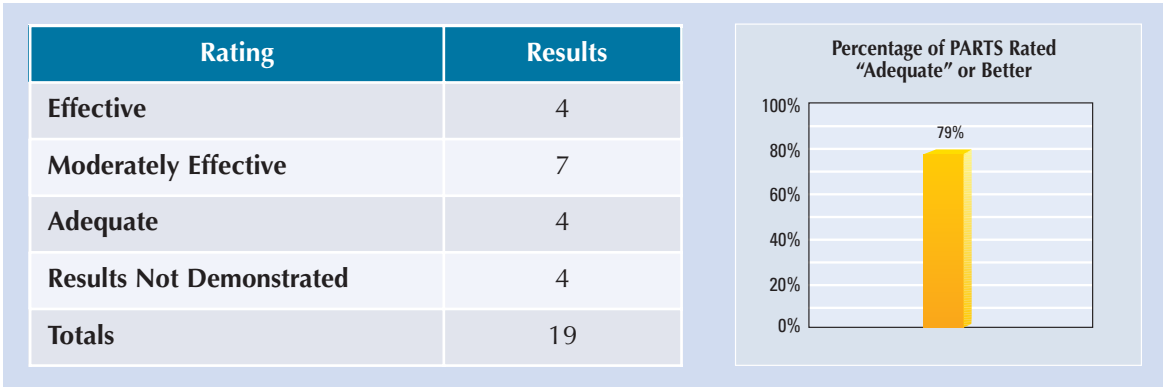 Rating Results
Effective 4
Moderately Effective 7
Adequate 4
Results Not Demonstrated 4
Totals 19
Percentage of PARTS Rated
“Adequate” or Better
100%
80%
60%
40%
20%
0%
79%